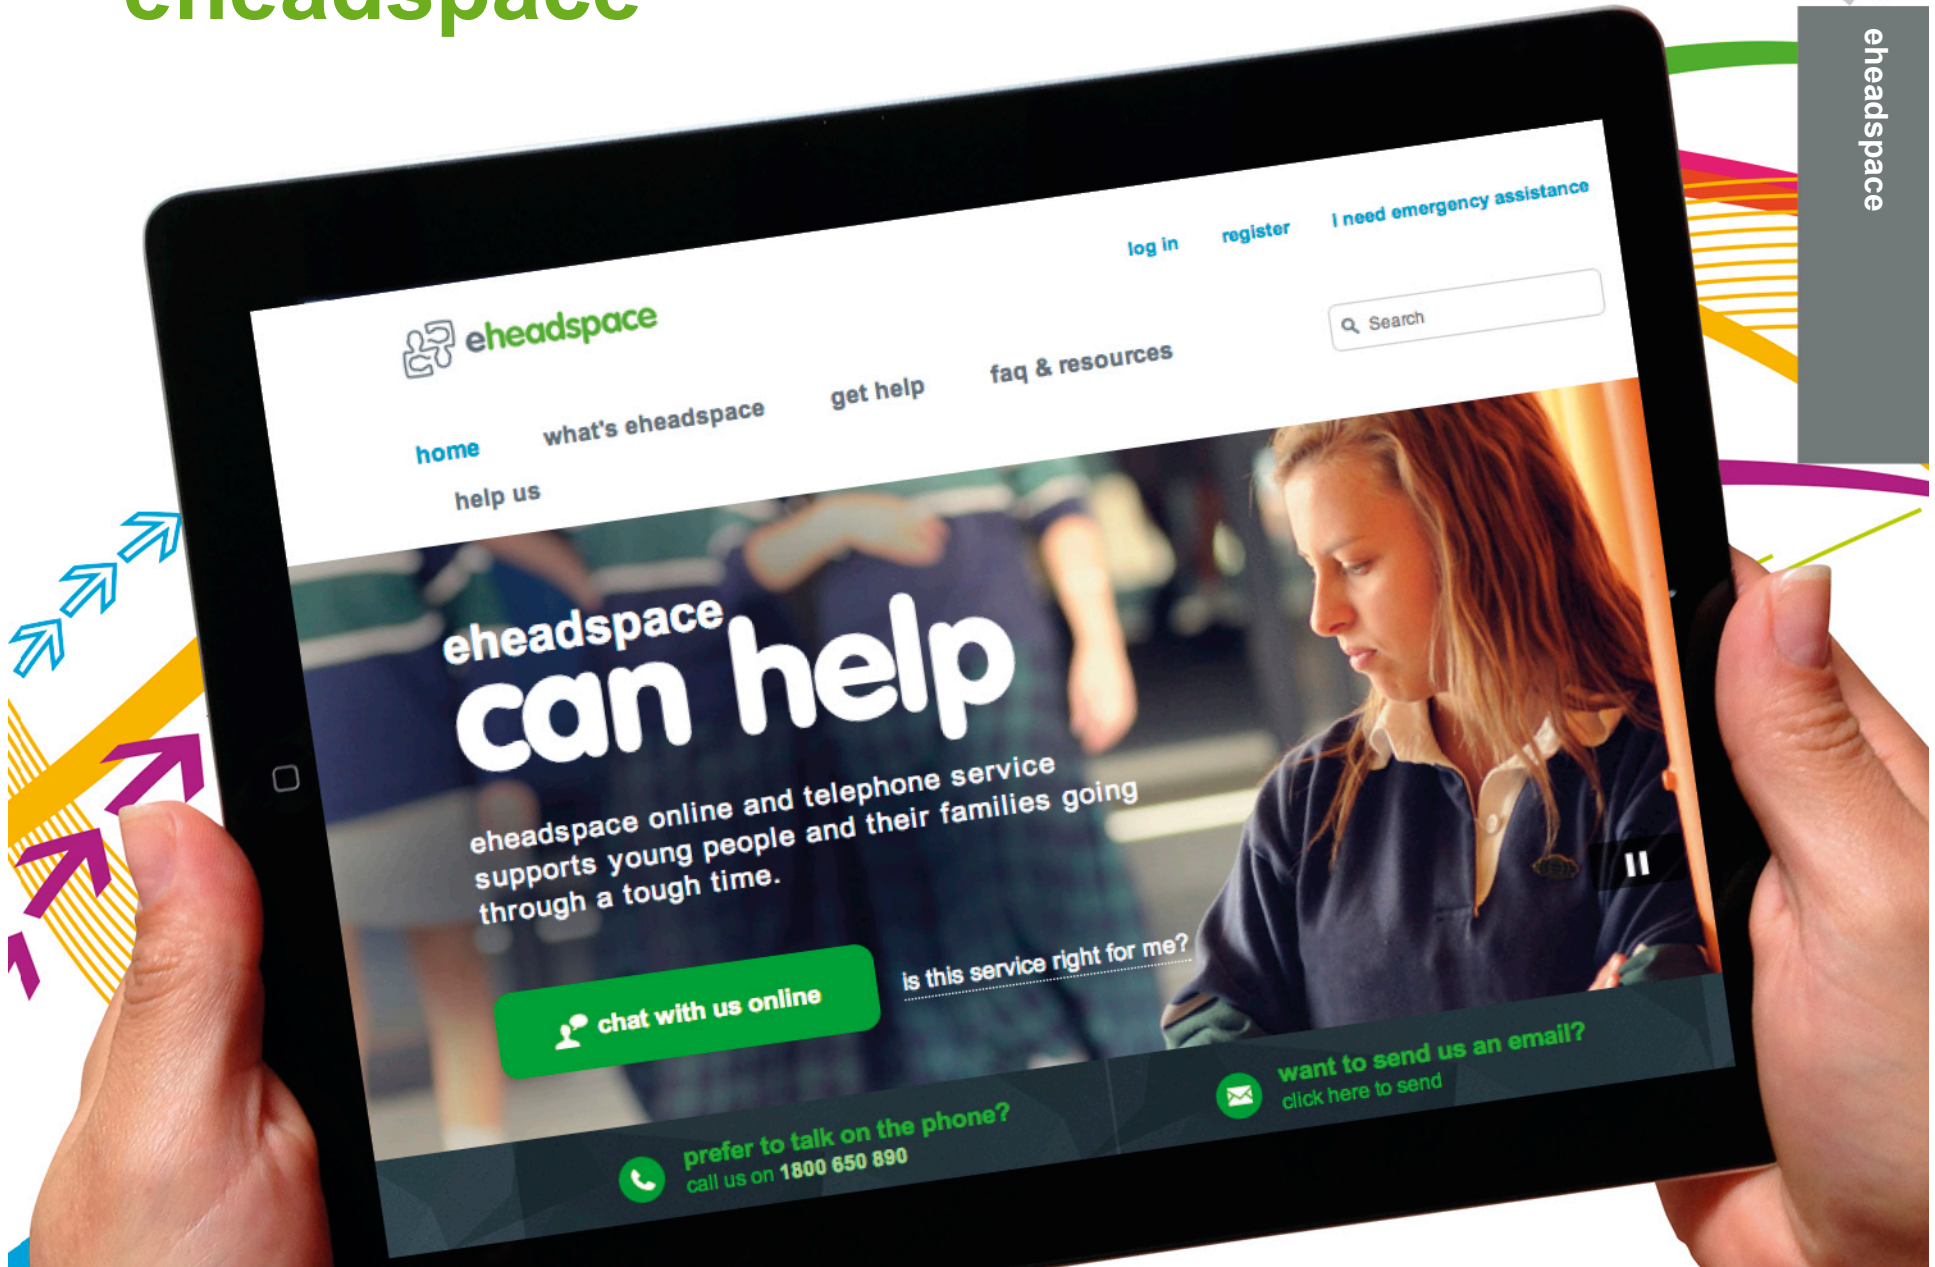 eheadspace
eheadspace
log in
register
I need emergency assistance
eheadspace
Search
home
what's eheadspace
get help
faq & resources
help us
eheadspace
can help
eheadspace online and telephone service
supports young people and their families going
through a tough time.
chat with us online
is this service right for me?
prefer to talk on the phone?
call us on 1800 650 890
want to send us an email?
click here to send